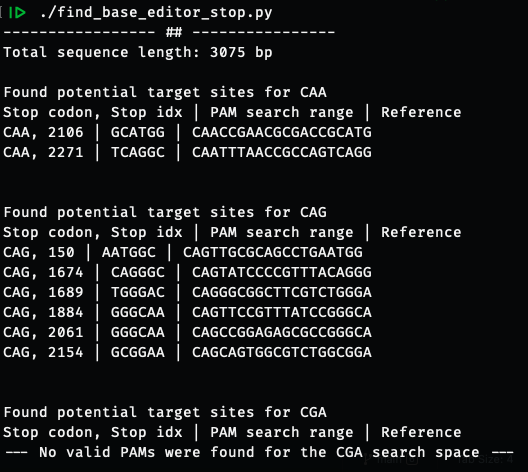 ./find_base_editor_stop.py
----------------- ## ----------------
Total sequence length: 3075 bp
Found potential target sites for CAA
Stop codon, Stop idx | PAM search range | Reference
CAA, 2106 | GCATGG | CAACCGAACGCGACCGCATG
CAA, 2271 | TCAGGC | CAATTTAACCGCCAGTCAGG
Found potential target sites for CAG
Stop codon, Stop idx | PAM search range | Reference
CAG, 150 | AATGGC | CAGTTGCGCAGCCTGAATGG
CAG, 1674 | CAGGGC | CAGTATCCCCGTTTACAGGG
CAG, 1689 | TGGGAC | CAGGGCGGCTTCGTCTGGGA
CAG, 1884 | GGGCAA | CAGTTCCGTTTATCCGGGCA
CAG, 2061 | GGGCAA | CAGCCGGAGAGCGCCGGGCA
CAG, 2154 | GCGGAA | CAGCAGTGGCGTCTGGCGGA
Found potential target sites for CGA
Stop codon, Stop idx | PAM search range | Reference
--- No valid PAMs were found for the CGA search space ---